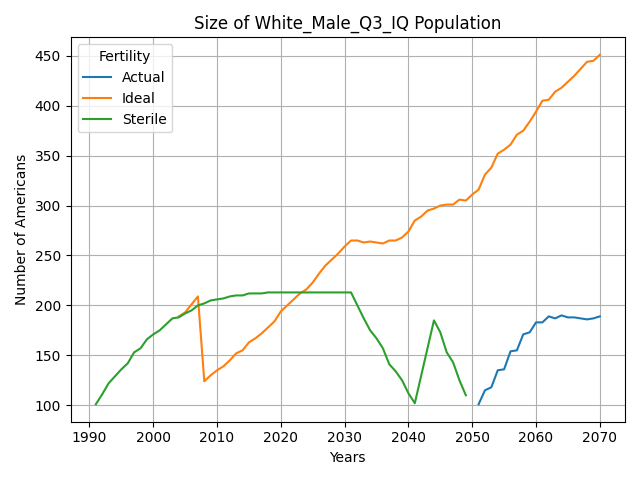 Size of White_Male_Q3_IQ Population
Fertility
Actual
Ideal
Sterile
Number of Americans
450
400
350
300
250
200
150
100
1990 2000 2010 2020 2030 2040 2050 2060 2070
Years